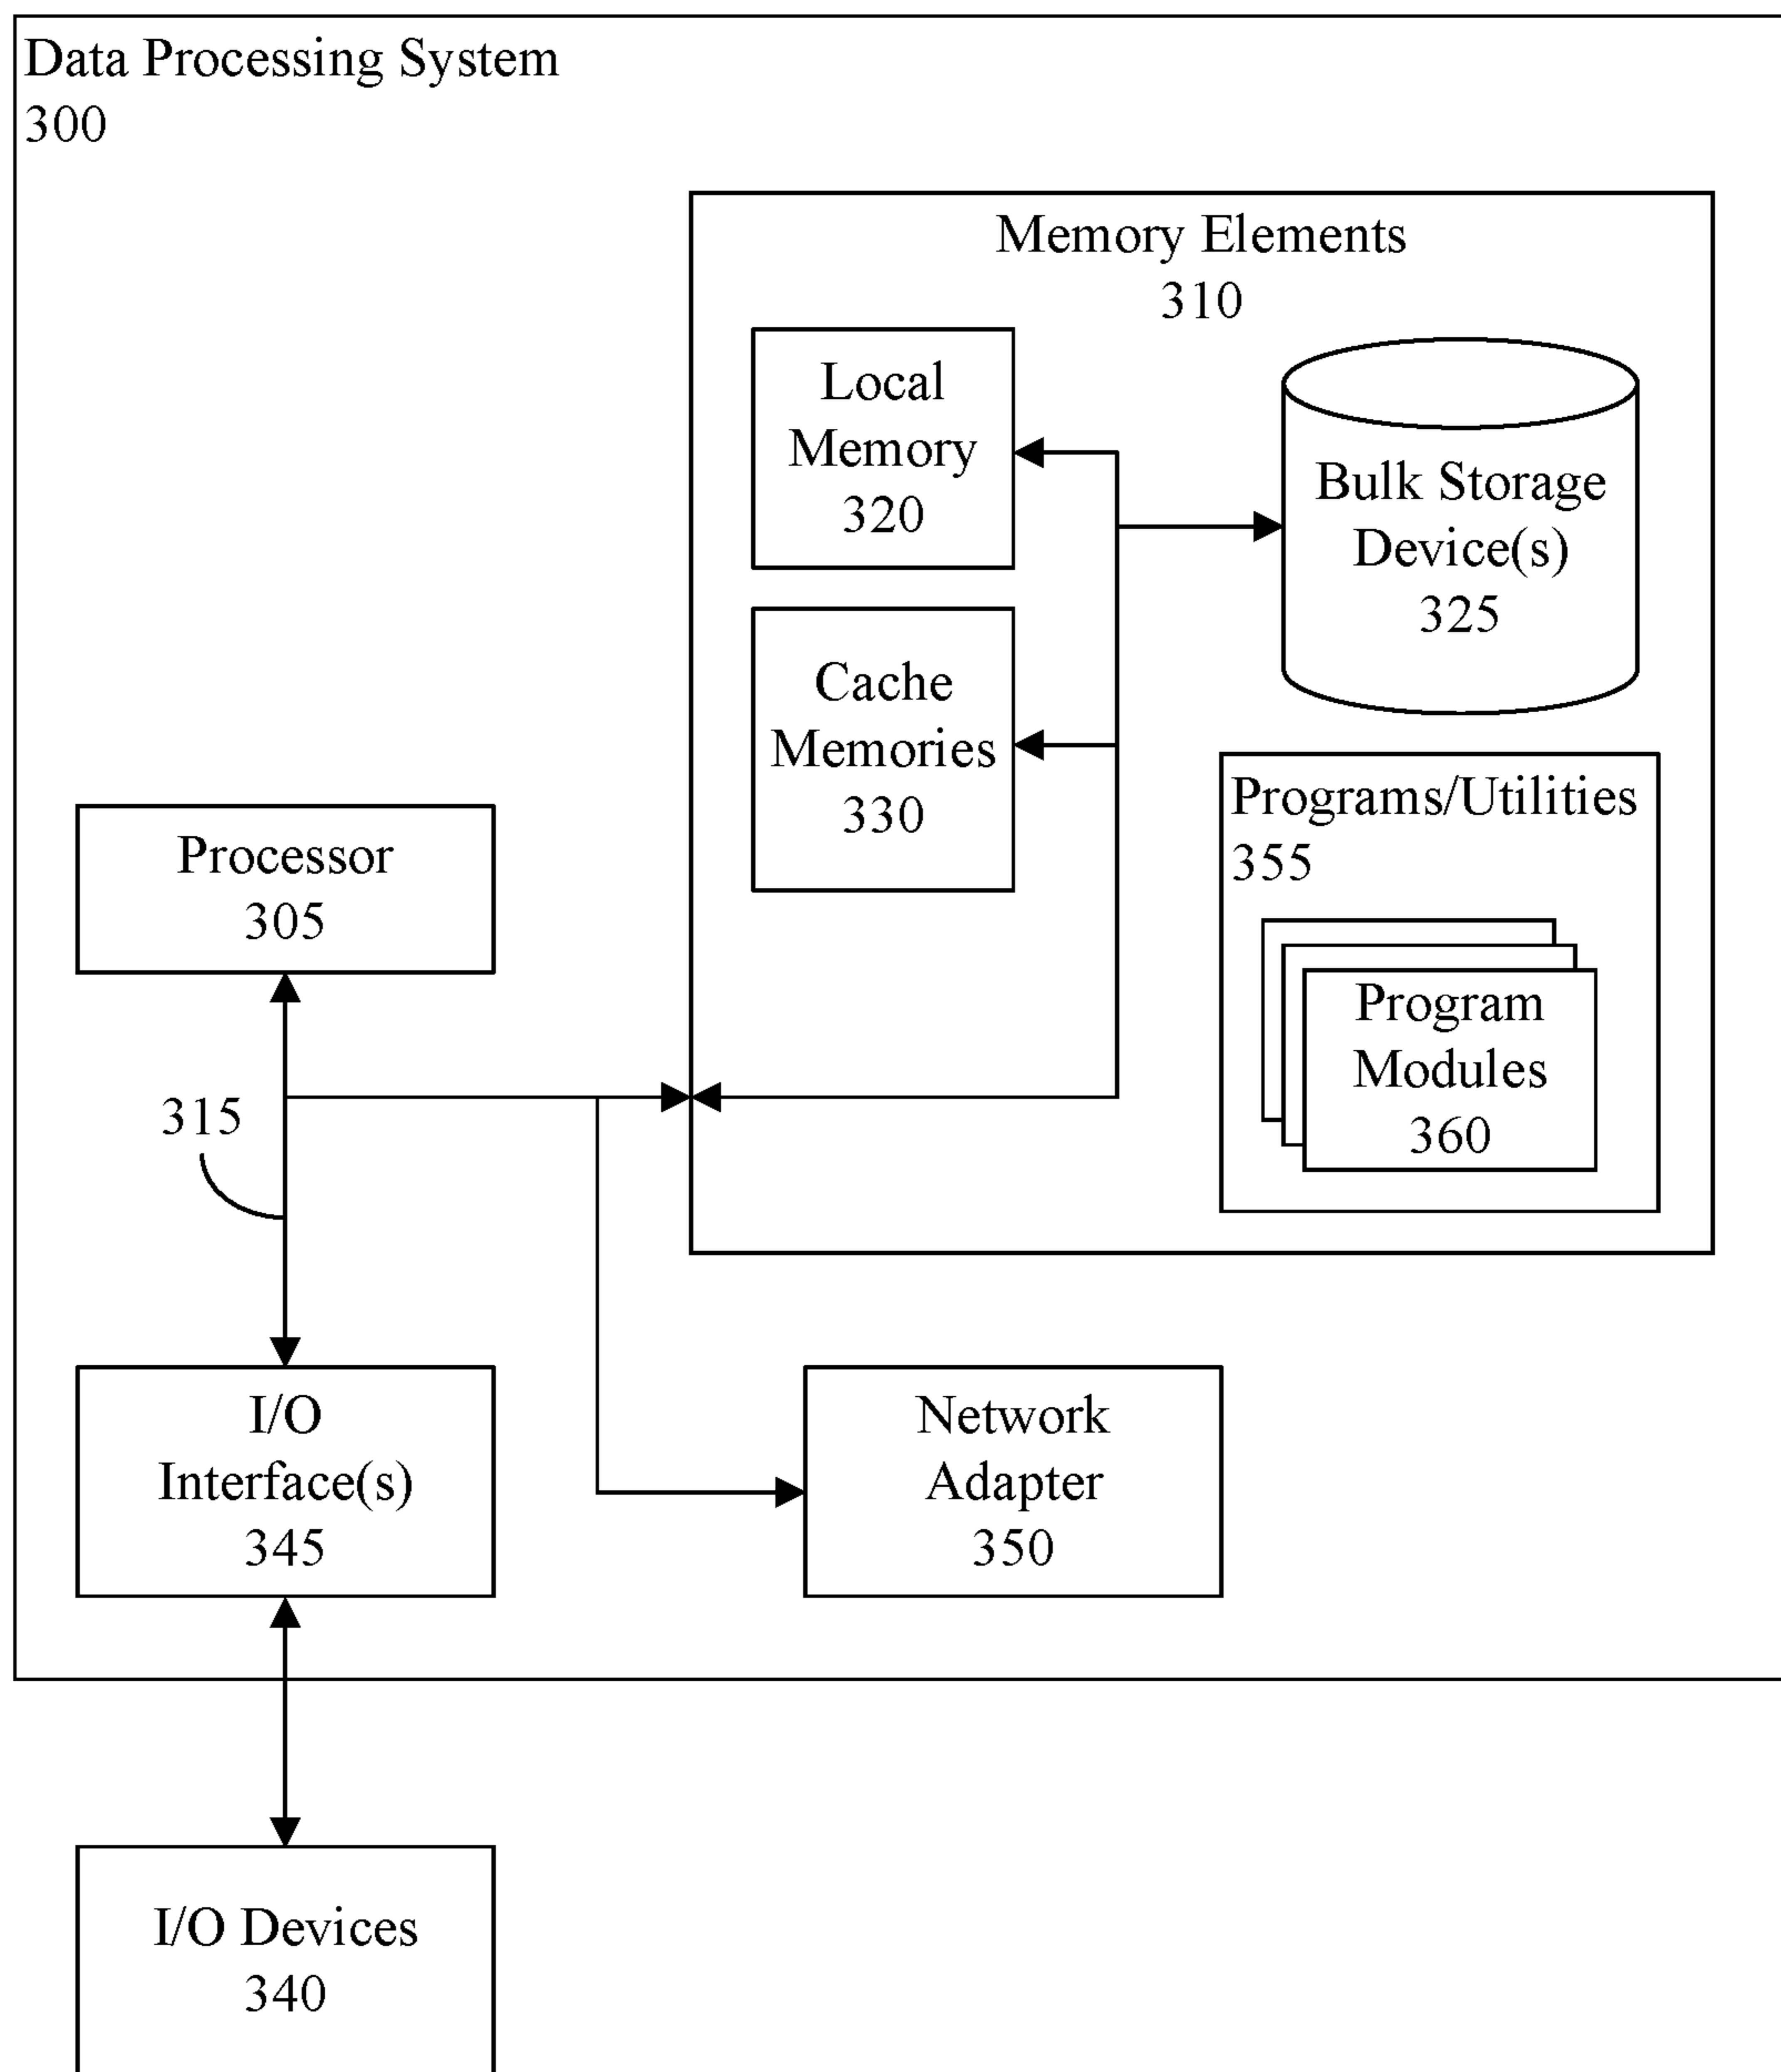 Data Processing System
300
Memory Elements
310
Local
Memory
320
Bulk Storage
Device(s)
325
Cache
Memories
330
Programs/Utilities
355
Program
Modules
360
Processor
305
315
I/O
Interface(s)
345
Network
Adapter
350
I/O Devices
340